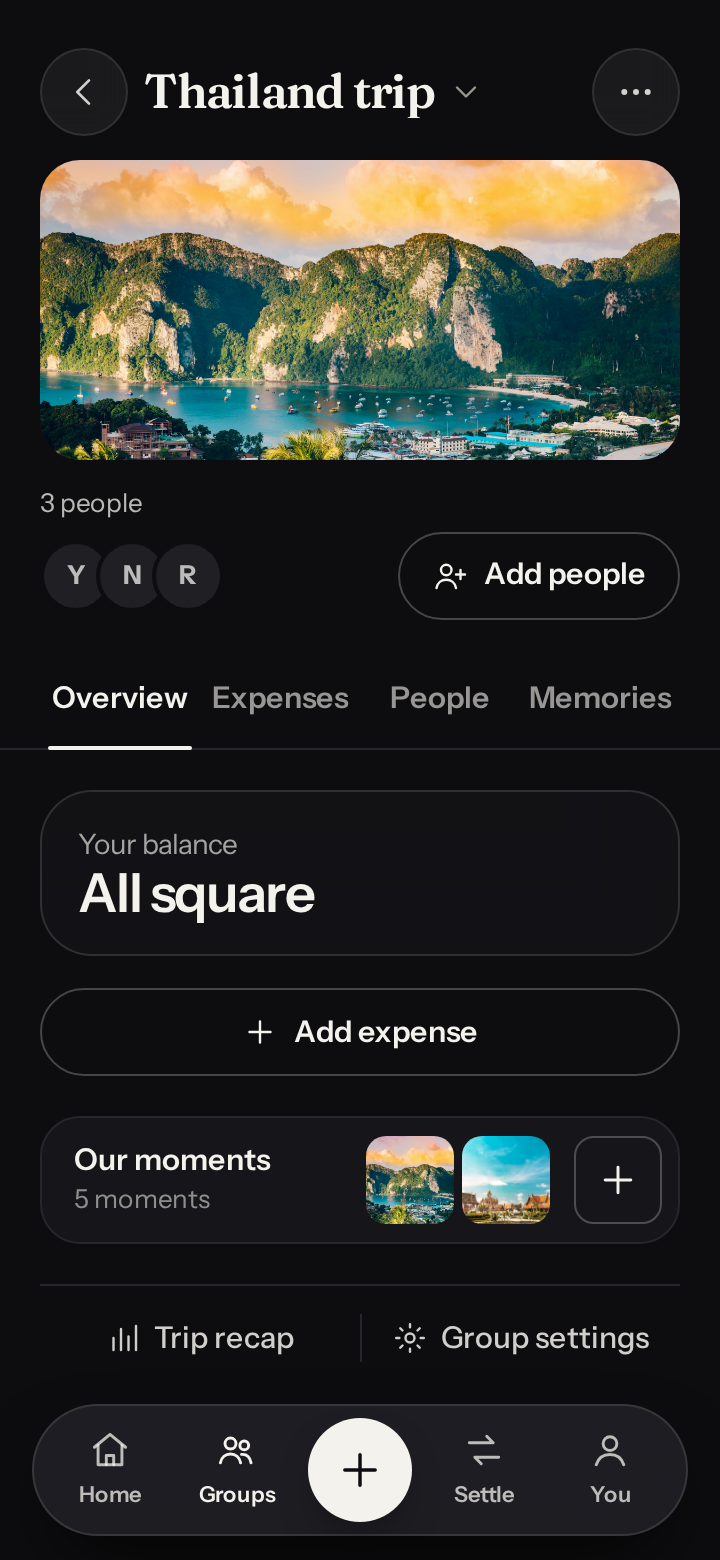 Thailand trip
3 people
Y N R
Add people
Overview Expenses People Memories
Your balance
All square
Add expense
Our moments
5 moments
Trip recap Group settings
Home Groups Settle You